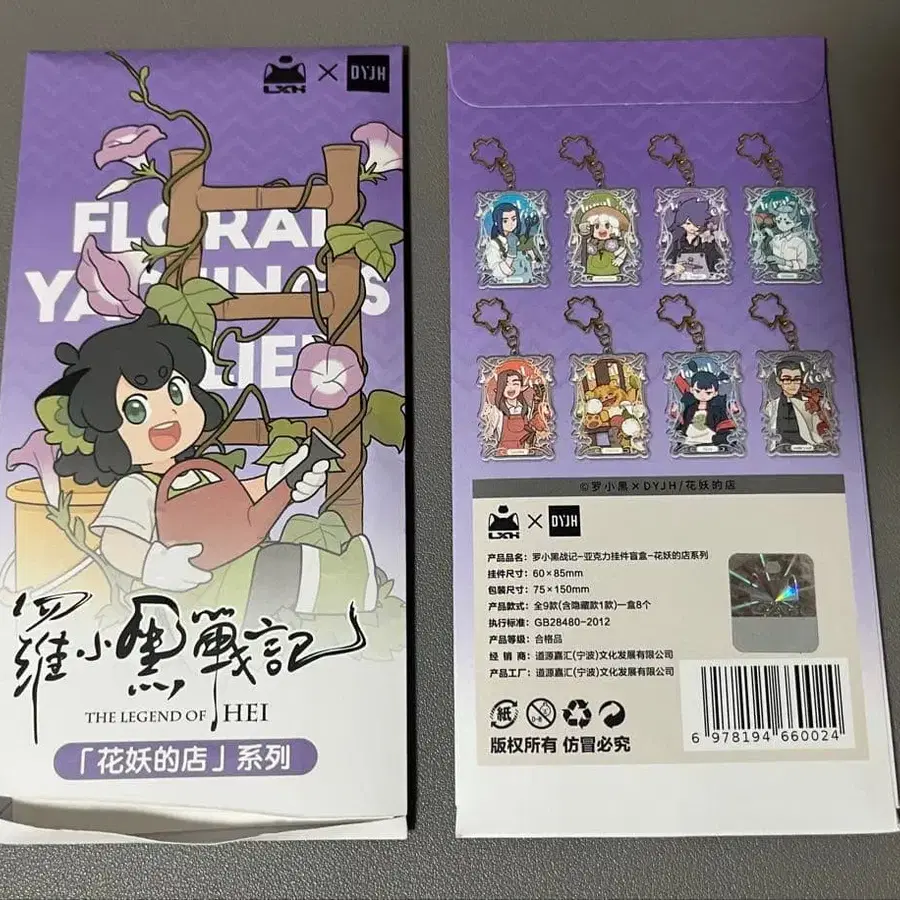 LXH × DYJH
FLORAL
THE LEGEND OF HEI
羅小黑戰記
「花妖的店」系列
©罗小黑×DYJH/花妖的店
LXH × DYJH
产品品名: 罗小黑战记-亚克力挂件盲盒-花妖的店系列
挂件尺寸: 60×85mm
包装尺寸: 75×150mm
产品款式: 全9款(含隐藏款1款)一盒8个
执行标准: GB28480-2012
产品等级: 合格品
经 销 商: 道源嘉汇(宁波)文化发展有限公司
产品工厂: 道源嘉汇(宁波)文化发展有限公司
紙
0-3
版权所有 仿冒必究
6 978194 660024